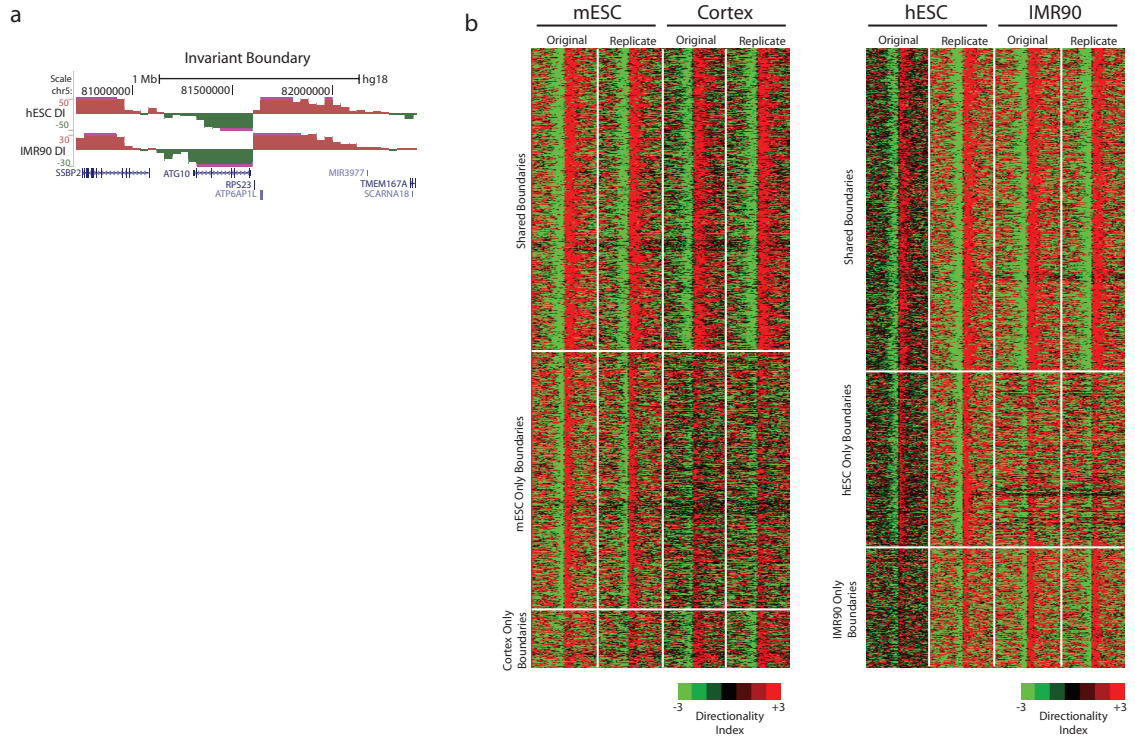 a
Invariant Boundary
Scale
1 Mb
hg18
chr5:
81000000
81500000
82000000
50
hESC DI
-50
30
IMR90 DI
-30
SSBP2
ATG10
RPS23
ATP6AP1L
MIR3977
TMEM167A
SCARNA18
b
mESC Cortex
Original Replicate Original Replicate
Shared Boundaries
mESC Only Boundaries
Cortex Only
Boundaries
-3 +3
Directionality
Index
hESC IMR90
Original Replicate Original Replicate
Shared Boundaries
hESC Only Boundaries
IMR90 Only
Boundaries
-3 +3
Directionality
Index